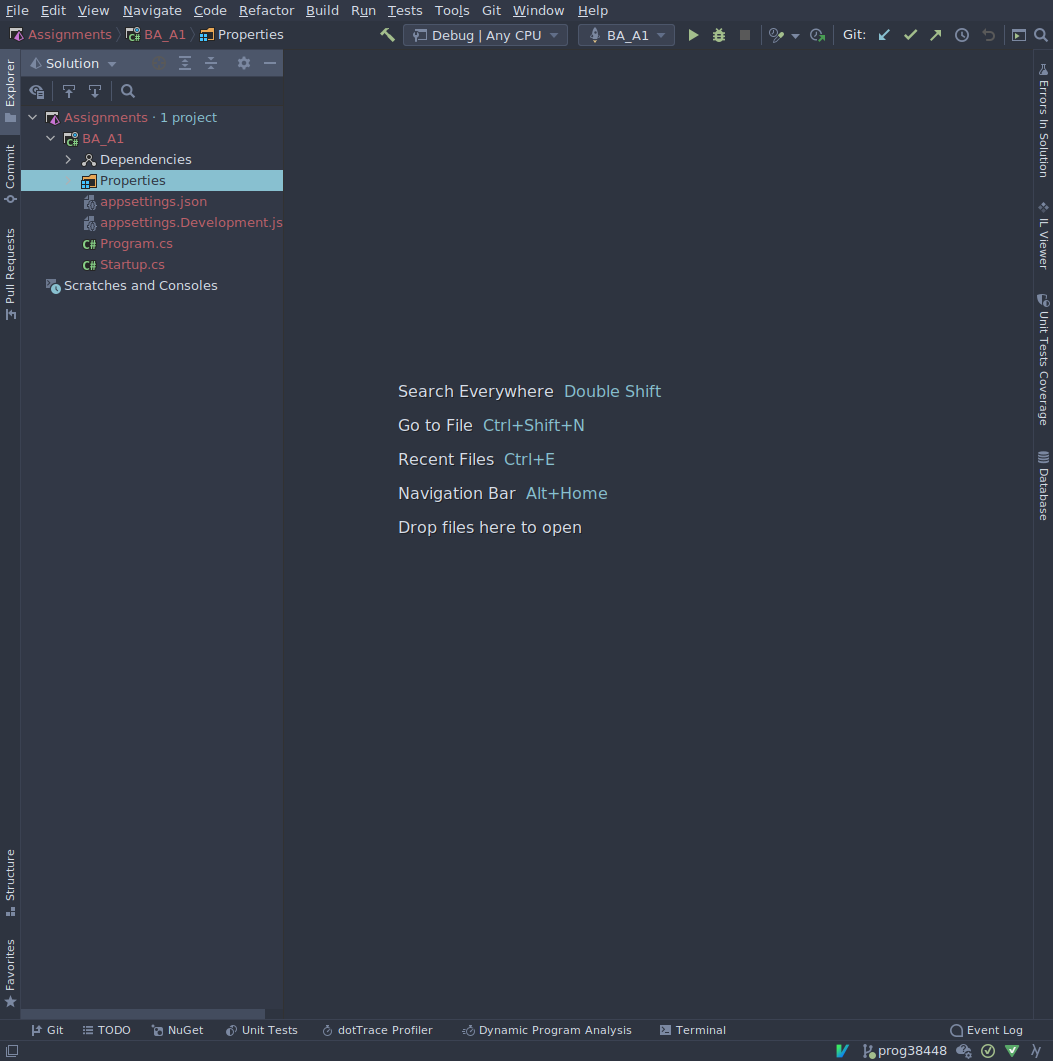 File Edit View Navigate Code Refactor Build Run Tests Tools Git Window Help
Assignments BA_A1 Properties Debug | Any CPU BA_A1 Git:
Solution
Assignments · 1 project
BA_A1
Dependencies
Properties
appsettings.json
appsettings.Development.js
Program.cs
Startup.cs
Scratches and Consoles
Explorer
Commit
Pull Requests
Structure
Favorites
Search Everywhere Double Shift
Go to File Ctrl+Shift+N
Recent Files Ctrl+E
Navigation Bar Alt+Home
Drop files here to open
Errors In Solution
IL Viewer
Unit Tests Coverage
Database
Git TODO NuGet Unit Tests dotTrace Profiler Dynamic Program Analysis Terminal Event Log
prog38448